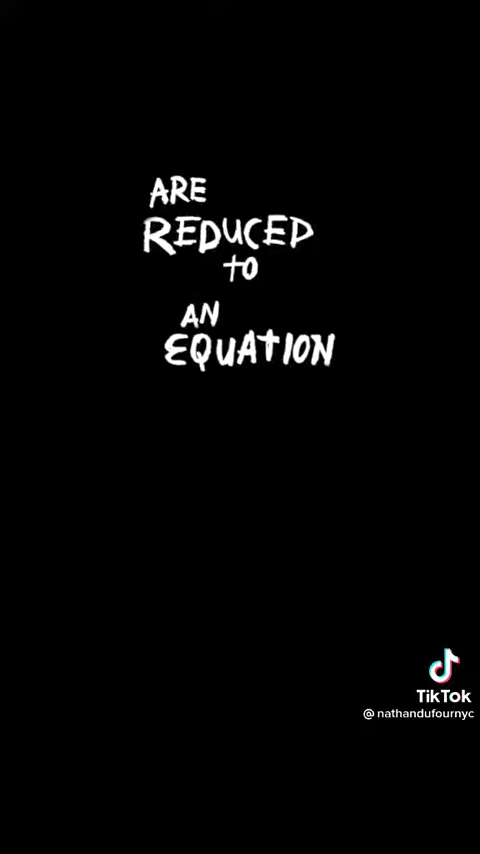 ARE
REDUCED
TO
AN
EQUATION
TikTok
@nathandufournyc